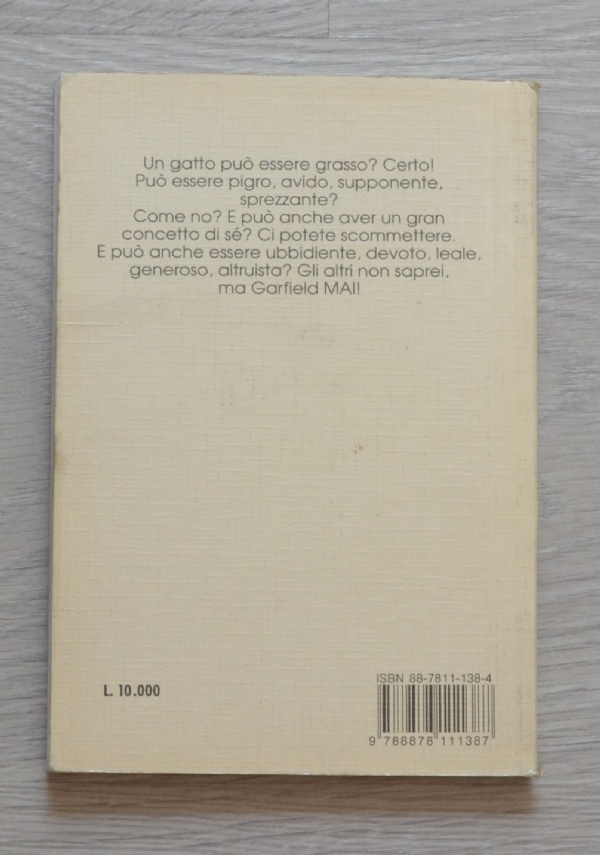 Un gatto può essere grasso? Certo!
Può essere pigro, avido, supponente,
sprezzante?
Come no? E può anche aver un gran
concetto di sé? Ci potete scommettere.
E può anche essere ubbidiente, devoto, leale,
generoso, altruista? Gli altri non saprei,
ma Garfield MAI!
L. 10.000
ISBN 88-7811-138-4
9 788878 111387